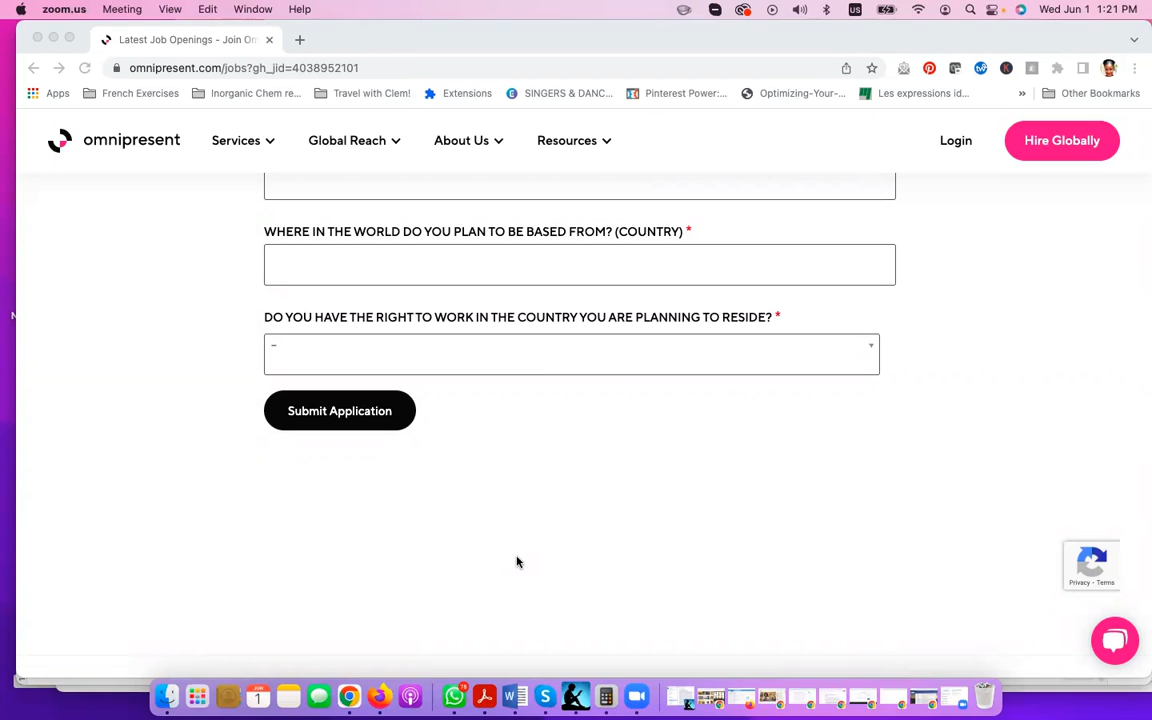 zoom.us Meeting View Edit Window Help US Wed Jun 1 1:21 PM
Latest Job Openings - Join Om
omnipresent.com/jobs?gh_jid=4038952101
Apps French Exercises Inorganic Chem re... Travel with Clem! Extensions SINGERS & DANC... Pinterest Power:... Optimizing-Your-... Les expressions id... » Other Bookmarks
omnipresent Services Global Reach About Us Resources Login Hire Globally
WHERE IN THE WORLD DO YOU PLAN TO BE BASED FROM? (COUNTRY) *
DO YOU HAVE THE RIGHT TO WORK IN THE COUNTRY YOU ARE PLANNING TO RESIDE? *
--
Submit Application
Privacy - Terms